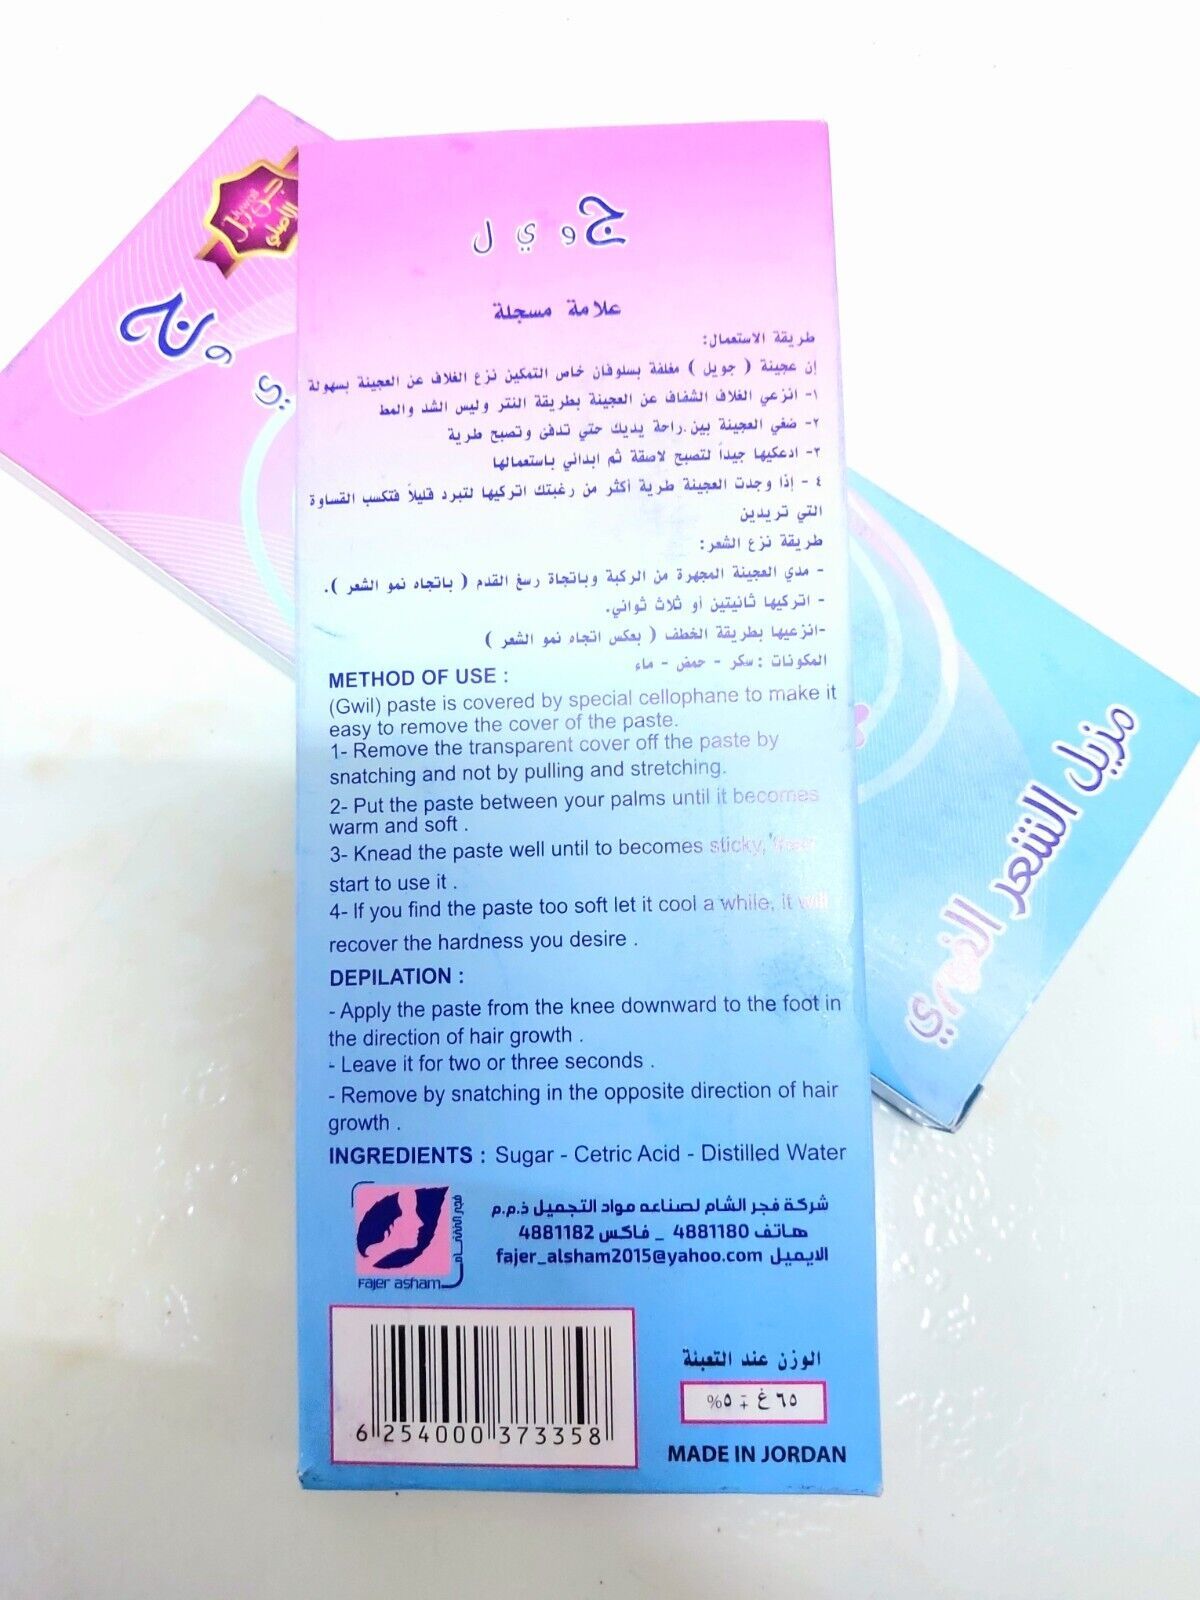 ج و ي ل
علامة مسجلة
طريقة الاستعمال:
إن عجينة ( جويل ) مغلفة بسلوفان خاص التمكين نزع الغلاف عن العجينة بسهولة
١- انزعي الغلاف الشفاف عن العجينة بطريقة النتر وليس الشد والمط
٢- ضفي العجينة بين راحة يديك حتي تدفئ وتصبح طرية
٣- ادعكيها جيداً لتصبح لاصقة ثم ابدائي باستعمالها
٤ - إذا وجدت العجينة طرية أكثر من رغبتك اتركيها لتبرد قليلاً فتكسب القساوة
التي تريدين
طريقة نزع الشعر:
- مدي العجينة المجهرة من الركبة وباتجاة رسغ القدم ( باتجاه نمو الشعر ).
- اتركيها ثانيتين أو ثلاث ثواني.
-انزعيها بطريقة الخطف ( بعكس اتجاه نمو الشعر )
المكونات : سكر - حمض - ماء
METHOD OF USE :
(Gwil) paste is covered by special cellophane to make it
easy to remove the cover of the paste.
1- Remove the transparent cover off the paste by
snatching and not by pulling and stretching.
2- Put the paste between your palms until it becomes
warm and soft .
3- Knead the paste well until to becomes sticky, then
start to use it .
4- If you find the paste too soft let it cool a while, it will
recover the hardness you desire .
DEPILATION :
- Apply the paste from the knee downward to the foot in
the direction of hair growth .
- Leave it for two or three seconds .
- Remove by snatching in the opposite direction of hair
growth .
INGREDIENTS : Sugar - Cetric Acid - Distilled Water
شركة فجر الشام لصناعه مواد التجميل ذ.م.م
هاتف 4881180 _ فاكس 4881182
الايميل fajer_alsham2015@yahoo.com
فجر الشام
Fajer asham
6 254000 373358
الوزن عند التعبئة
٦٥ غ ∓ ٥%
MADE IN JORDAN
جويل
الأصلي
ج و ي
مزيل الشعر الفوري